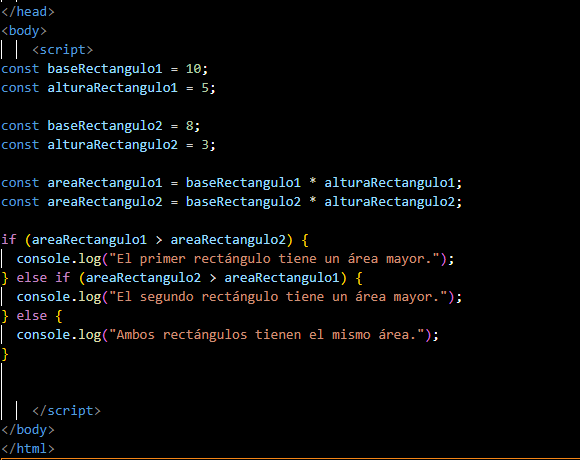 </head>
<body>
<script>
const baseRectangulo1 = 10;
const alturaRectangulo1 = 5;
const baseRectangulo2 = 8;
const alturaRectangulo2 = 3;
const areaRectangulo1 = baseRectangulo1 * alturaRectangulo1;
const areaRectangulo2 = baseRectangulo2 * alturaRectangulo2;
if (areaRectangulo1 > areaRectangulo2) {
console.log("El primer rectángulo tiene un área mayor.");
} else if (areaRectangulo2 > areaRectangulo1) {
console.log("El segundo rectángulo tiene un área mayor.");
} else {
console.log("Ambos rectángulos tienen el mismo área.");
}
</script>
</body>
</html>